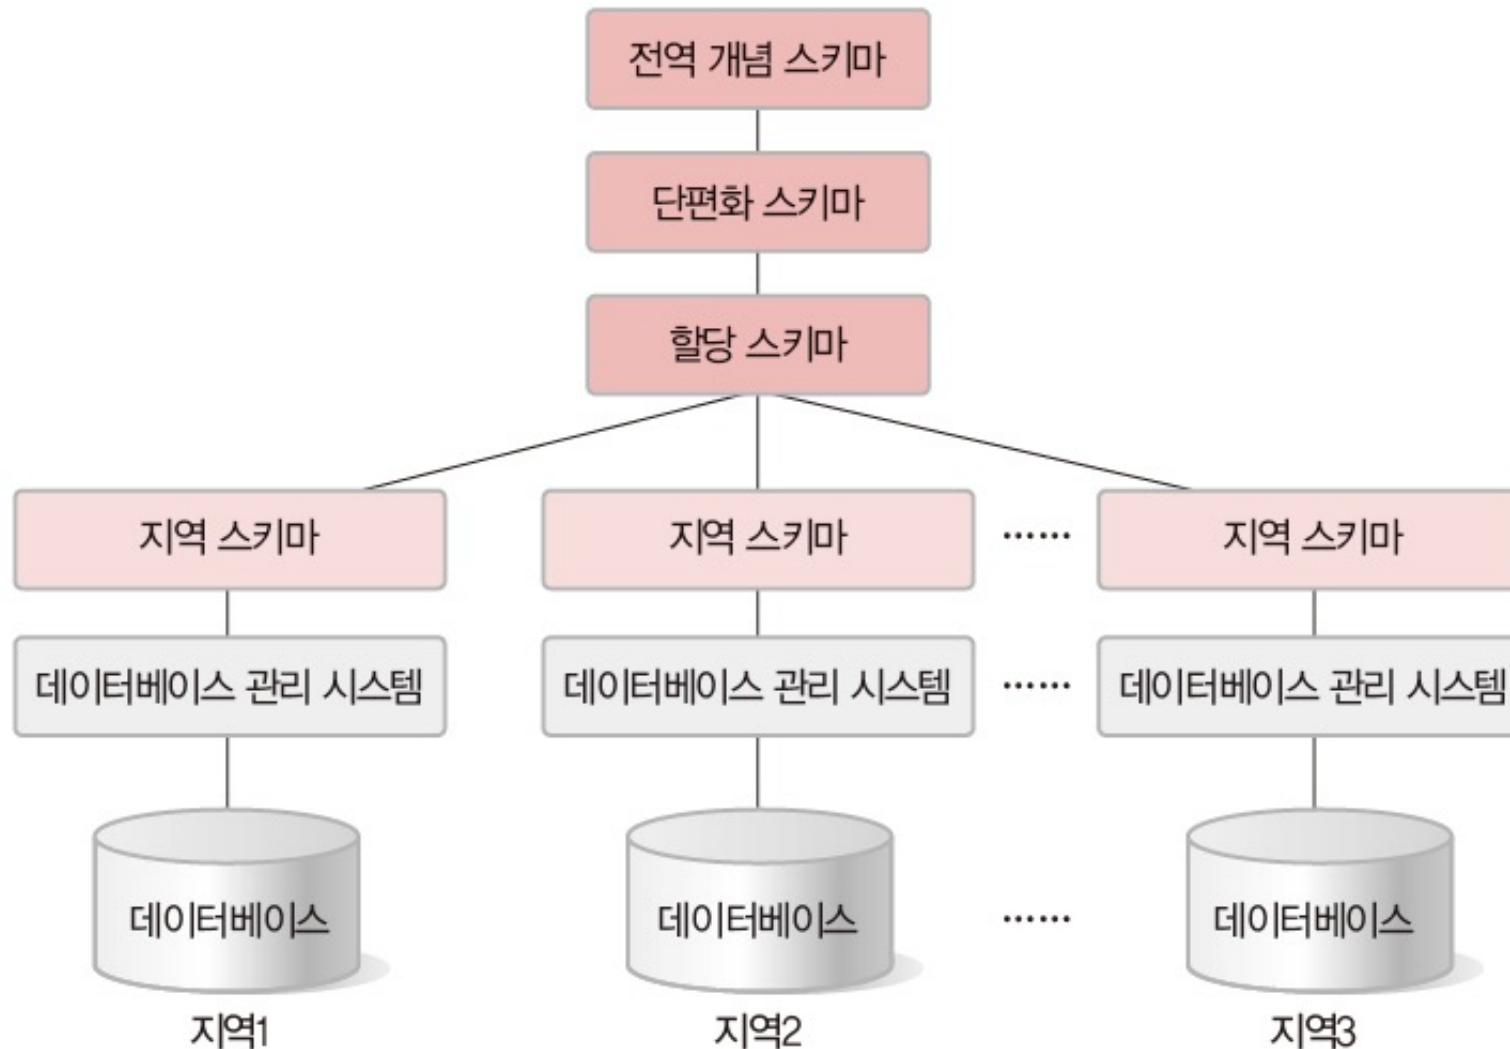 전역 개념 스키마
단편화 스키마
할당 스키마
지역 스키마 지역 스키마 …… 지역 스키마
데이터베이스 관리 시스템 데이터베이스 관리 시스템 …… 데이터베이스 관리 시스템
데이터베이스 데이터베이스 …… 데이터베이스
지역1 지역2 지역3